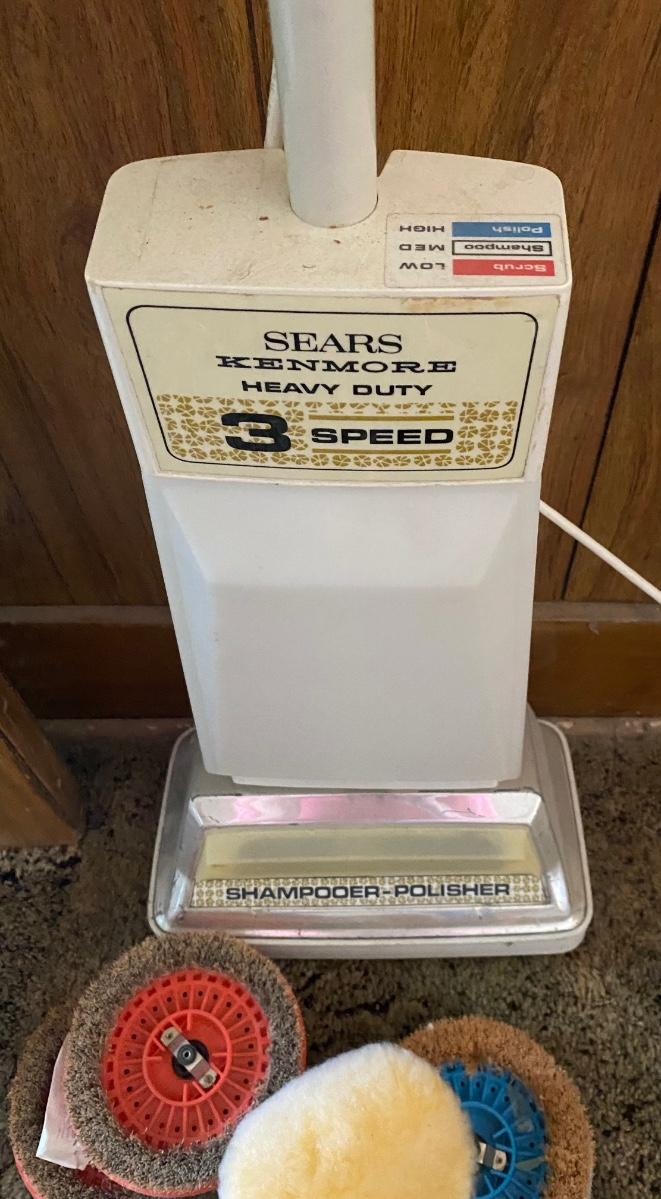 HIGH Polish
MED Shampoo
LOW Scrub
SEARS
KENMORE
HEAVY DUTY
3 SPEED
SHAMPOOER-POLISHER